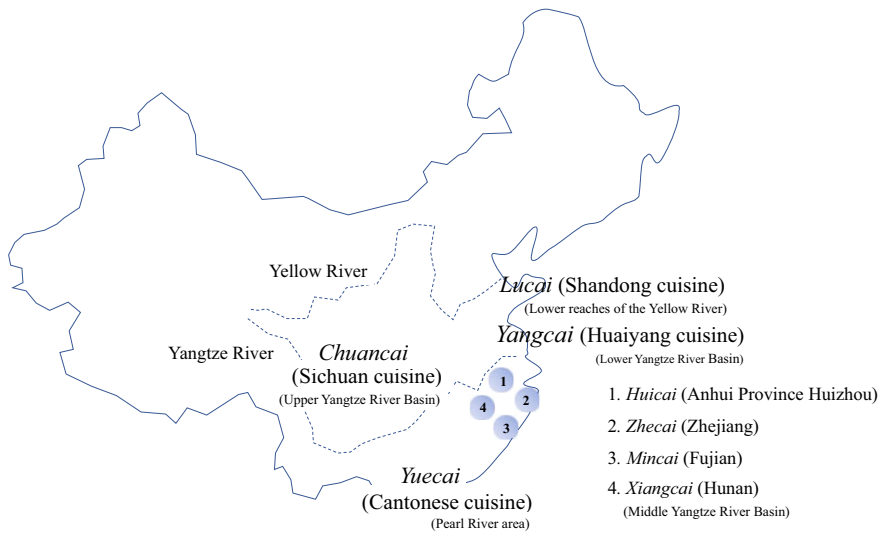 Yellow River
Lucai (Shandong cuisine)
(Lower reaches of the Yellow River)
Yangcai (Huaiyang cuisine)
(Lower Yangtze River Basin)
Yangtze River
Chuancai
(Sichuan cuisine)
(Upper Yangtze River Basin)
1
2
4
3
1. Huicai (Anhui Province Huizhou)
2. Zhecai (Zhejiang)
3. Mincai (Fujian)
4. Xiangcai (Hunan)
(Middle Yangtze River Basin)
Yuecai
(Cantonese cuisine)
(Pearl River area)